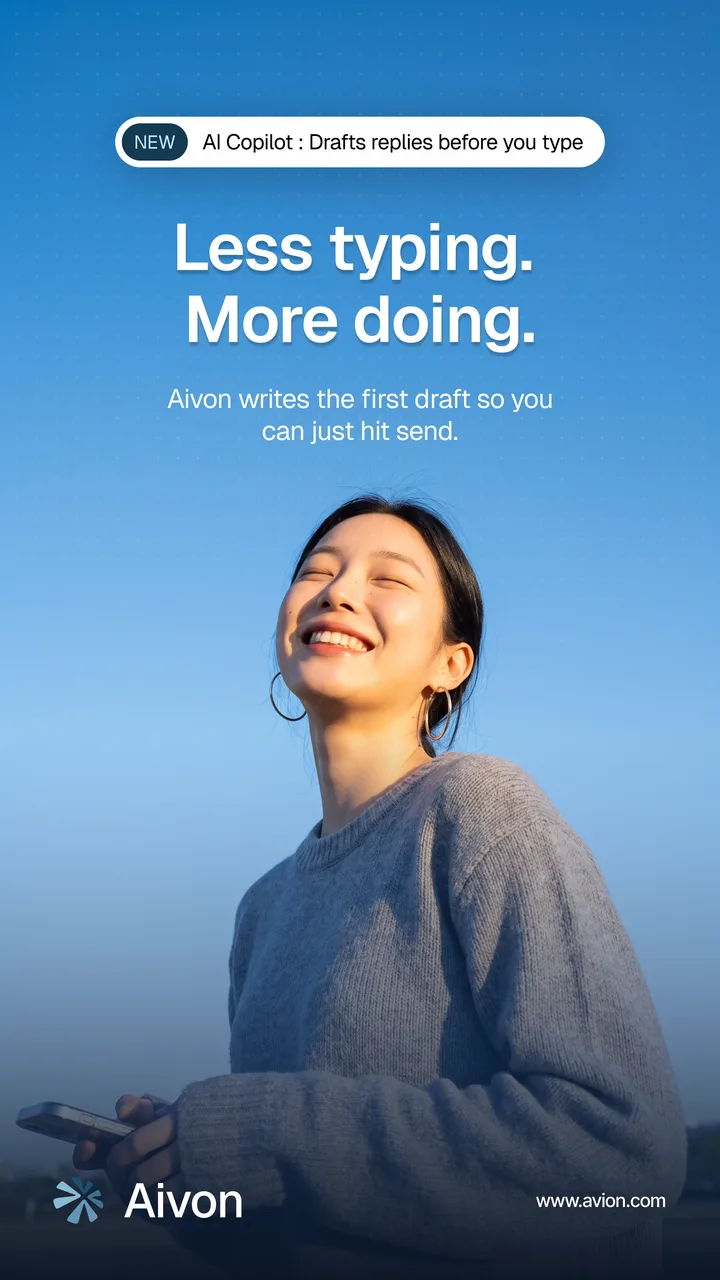 NEW AI Copilot : Drafts replies before you type
Less typing.
More doing.
Aivon writes the first draft so you
can just hit send.
Aivon
www.avion.com